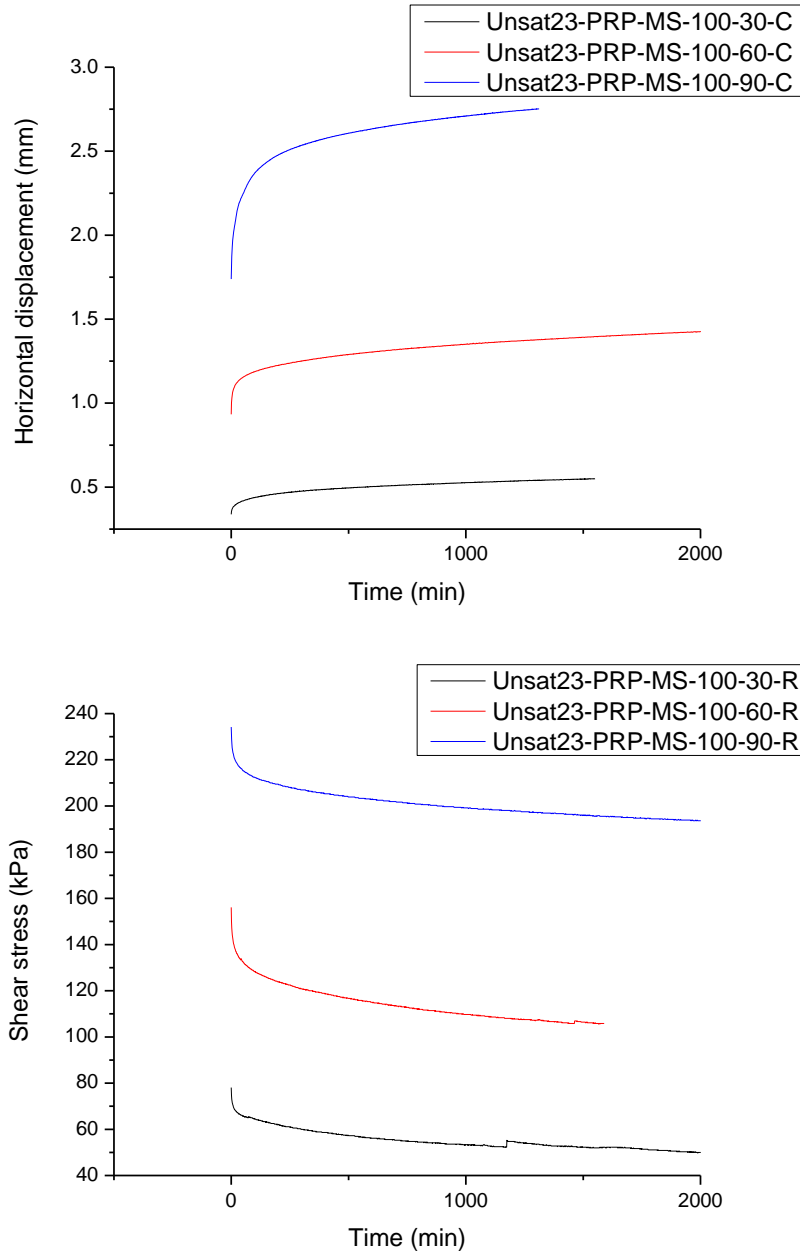 Unsat23-PRP-MS-100-30-C
Unsat23-PRP-MS-100-60-C
Unsat23-PRP-MS-100-90-C
3.0
2.5
2.0
1.5
1.0
0.5
Horizontal displacement (mm)
0
1000
2000
Time (min)
Unsat23-PRP-MS-100-30-R
Unsat23-PRP-MS-100-60-R
Unsat23-PRP-MS-100-90-R
240
220
200
180
160
140
120
100
80
60
40
Shear stress (kPa)
0
1000
2000
Time (min)